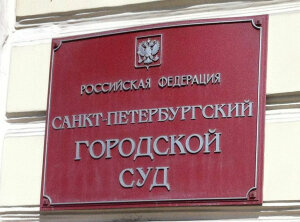 РОССИЙСКАЯ ФЕДЕРАЦИЯ
САНКТ-ПЕТЕРБУРГСКИЙ
ГОРОДСКОЙ
СУД